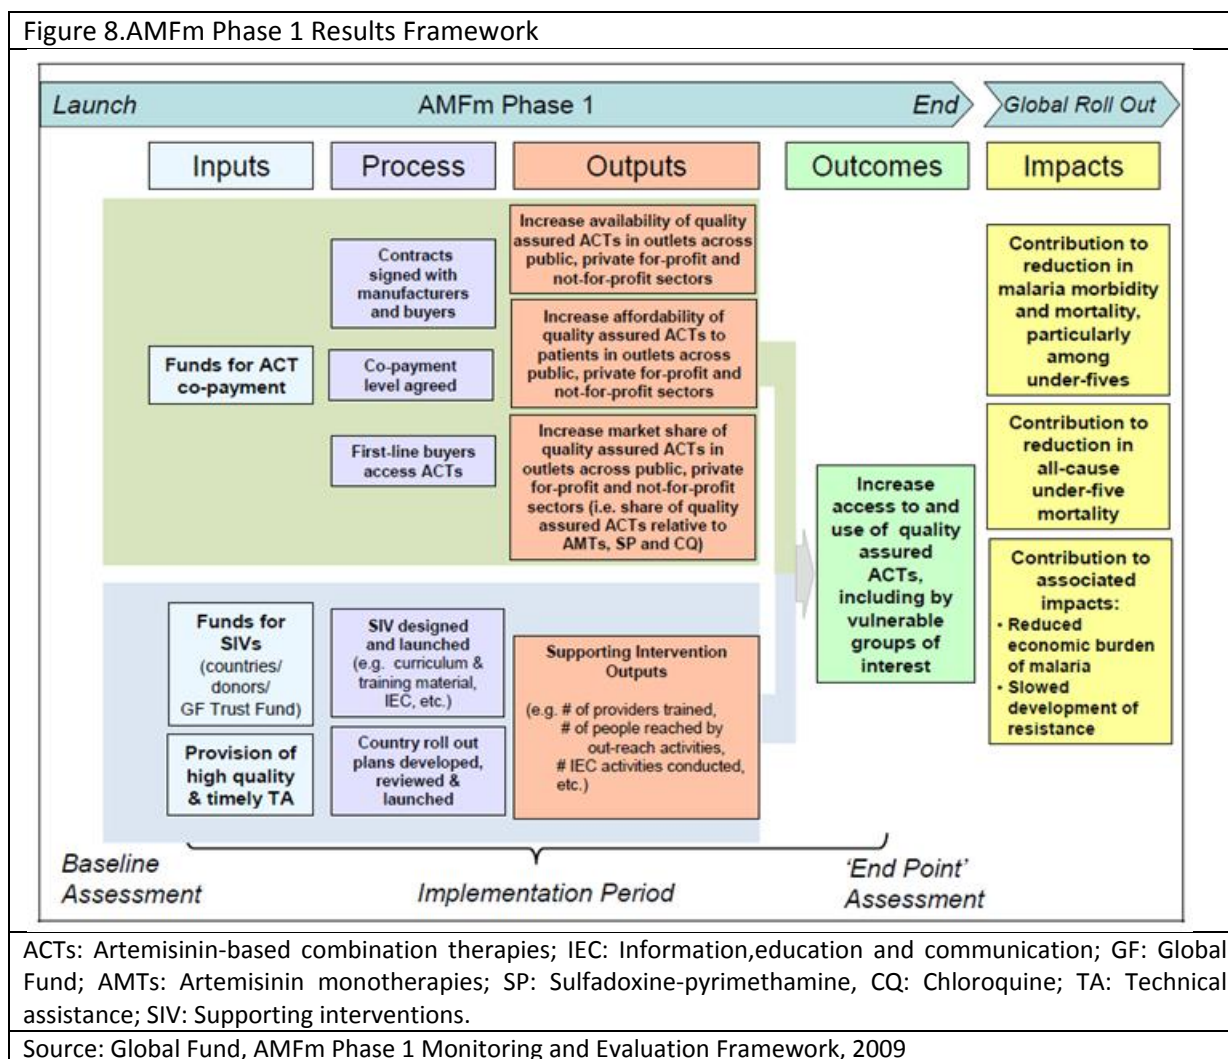 Figure 8.AMFm Phase 1 Results Framework
Launch
AMFm Phase 1
End
Global Roll Out
Inputs
Process
Outputs
Outcomes
Impacts
Funds for ACT
co-payment
Contracts
signed with
manufacturers
and buyers
Co-payment
level agreed
First-line buyers
access ACTs
Increase availability of quality
assured ACTs in outlets across
public, private for-profit and
not-for-profit sectors
Increase affordability of
quality assured ACTs to
patients in outlets across
public, private for-profit and
not-for-profit sectors
Increase market share of
quality assured ACTs in
outlets across public, private
for-profit and not-for-profit
sectors (i.e. share of quality
assured ACTs relative to
AMTs, SP and CQ)
Funds for
SIVs
(countries/
donors/
GF Trust Fund)
Provision of
high quality
& timely TA
SIV designed
and launched
(e.g. curriculum &
training material,
IEC, etc.)
Country roll out
plans developed,
reviewed &
launched
Supporting Intervention
Outputs
(e.g. # of providers trained,
# of people reached by
out-reach activities,
# IEC activities conducted,
etc.)
Increase
access to and
use of quality
assured
ACTs,
including by
vulnerable
groups of
interest
Contribution to
reduction in
malaria morbidity
and mortality,
particularly
among
under-fives
Contribution to
reduction in
all-cause
under-five
mortality
Contribution to
associated
impacts:
• Reduced
economic burden
of malaria
• Slowed
development of
resistance
Baseline
Assessment
Implementation Period
'End Point'
Assessment
ACTs: Artemisinin-based combination therapies; IEC: Information,education and communication; GF: Global
Fund; AMTs: Artemisinin monotherapies; SP: Sulfadoxine-pyrimethamine, CQ: Chloroquine; TA: Technical
assistance; SIV: Supporting interventions.
Source: Global Fund, AMFm Phase 1 Monitoring and Evaluation Framework, 2009